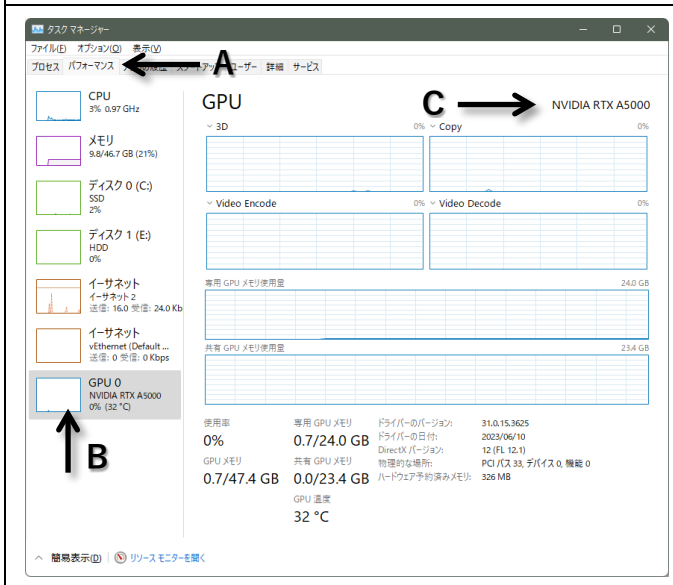 タスク マネージャー
ファイル(F) オプション(O) 表示(V)
プロセス パフォーマンス スタートアップ ユーザー 詳細 サービス
A
CPU
3% 0.97 GHz
メモリ
9.8/46.7 GB (21%)
ディスク 0 (C:)
SSD
2%
ディスク 1 (E:)
HDD
0%
イーサネット
イーサネット 2
送信: 16.0 受信: 24.0 Kb
イーサネット
vEthernet (Default ...
送信: 0 受信: 0 Kbps
GPU 0
NVIDIA RTX A5000
0% (32 °C)
B
GPU
C
NVIDIA RTX A5000
3D 0% Copy 0%
Video Encode 0% Video Decode 0%
専用 GPU メモリ使用量 24.0 GB
共有 GPU メモリ使用量 23.4 GB
使用率
0%
専用 GPU メモリ
0.7/24.0 GB
GPU メモリ
0.7/47.4 GB
共有 GPU メモリ
0.0/23.4 GB
GPU 温度
32 °C
ドライバーのバージョン: 31.0.15.3625
ドライバーの日付: 2023/06/10
DirectX バージョン: 12 (FL 12.1)
物理的な場所: PCI バス 33, デバイス 0, 機能 0
ハードウェア予約済みメモリ: 326 MB
簡易表示(D) リソース モニターを開く